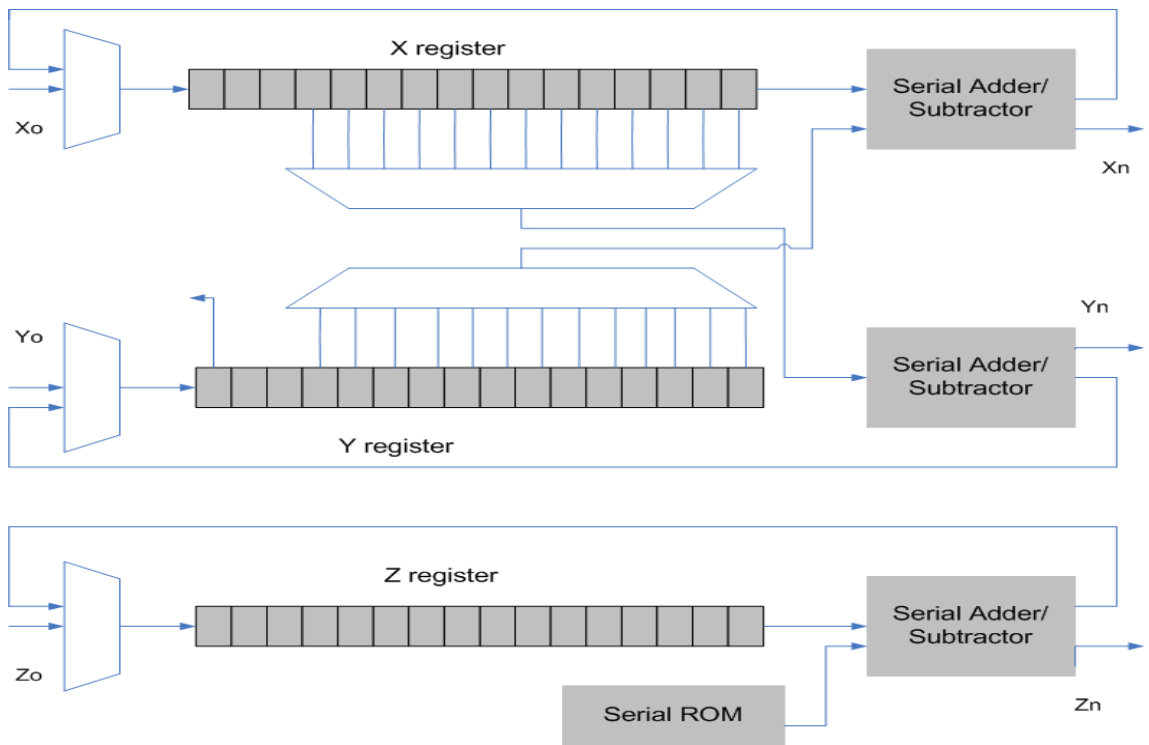 X register
Serial Adder/
Subtractor
Xo
Xn
Yo
Yn
Serial Adder/
Subtractor
Y register
Z register
Serial Adder/
Subtractor
Zo
Serial ROM
Zn